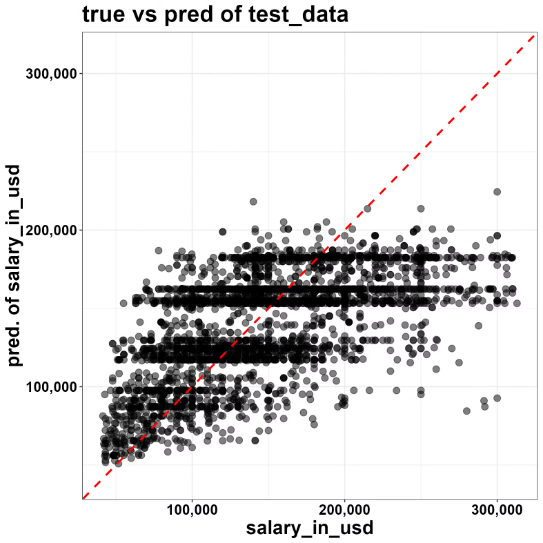 true vs pred of test_data
300,000
200,000
100,000
pred. of salary_in_usd
100,000 200,000 300,000
salary_in_usd